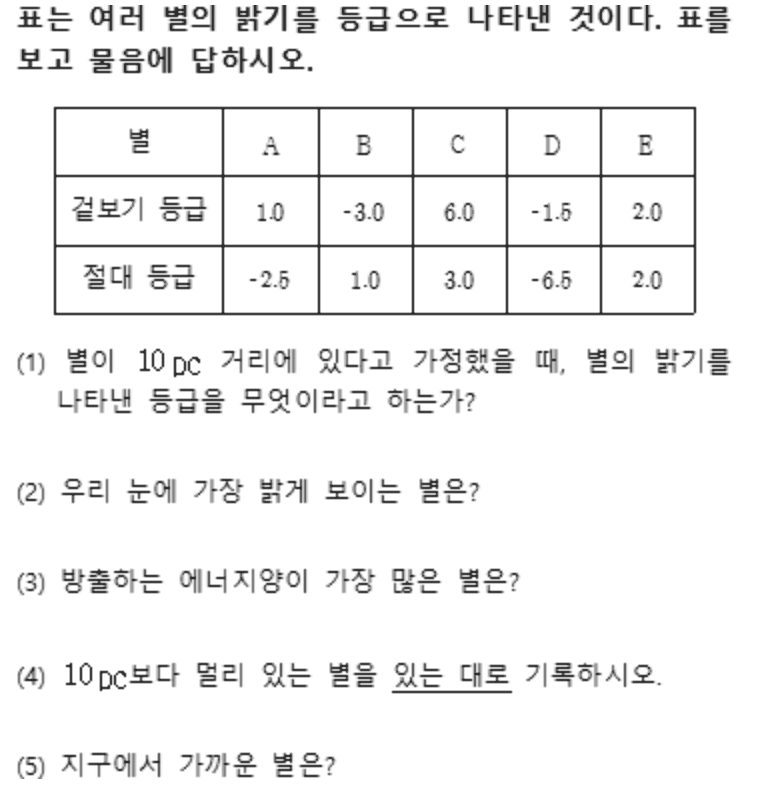 표는 여러 별의 밝기를 등급으로 나타낸 것이다. 표를
보고 물음에 답하시오.
별 A B C D E
겉보기 등급 1.0 -3.0 6.0 -1.5 2.0
절대 등급 -2.5 1.0 3.0 -6.5 2.0
(1) 별이 10pc 거리에 있다고 가정했을 때, 별의 밝기를
나타낸 등급을 무엇이라고 하는가?
(2) 우리 눈에 가장 밝게 보이는 별은?
(3) 방출하는 에너지양이 가장 많은 별은?
(4) 10pc보다 멀리 있는 별을 있는 대로 기록하시오.
(5) 지구에서 가까운 별은?